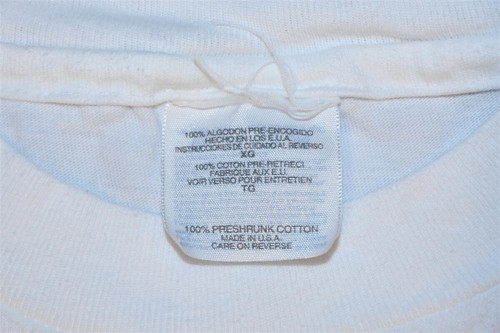 100% ALGODON PRE-ENCOGIDO
HECHO EN LOS E.U.A.
INSTRUCCIONES DE CUIDADO AL REVERSO
XG
100% COTON PRE-RETRECI
FABRIQUE AUX E.U.
VOIR VERSO POUR ENTRETIEN
TG
100% PRESHRUNK COTTON
MADE IN U.S.A.
CARE ON REVERSE